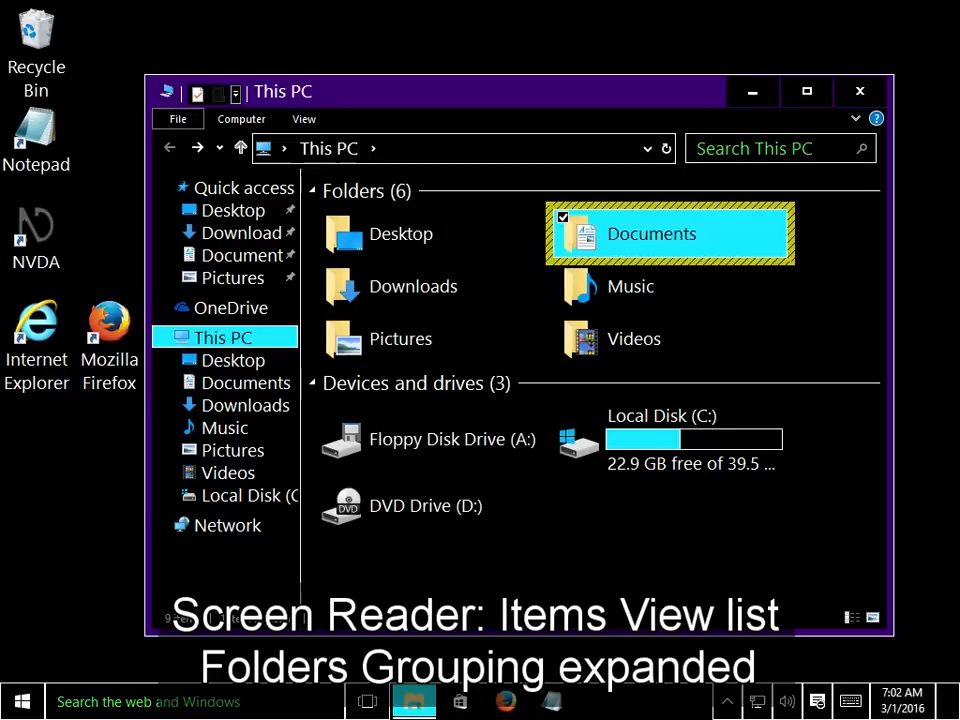 Recycle
Bin
Notepad
NVDA
Internet
Explorer
Mozilla
Firefox
This PC
File
Computer
View
This PC
Search This PC
Quick access
Desktop
Download
Document
Pictures
OneDrive
This PC
Desktop
Documents
Downloads
Music
Pictures
Videos
Local Disk (C
Network
Folders (6)
Desktop
Documents
Downloads
Music
Pictures
Videos
Devices and drives (3)
Floppy Disk Drive (A:)
Local Disk (C:)
22.9 GB free of 39.5 ...
DVD
DVD Drive (D:)
Screen Reader: Items View list
Folders Grouping expanded
Search the web and Windows
7:02 AM
3/1/2016